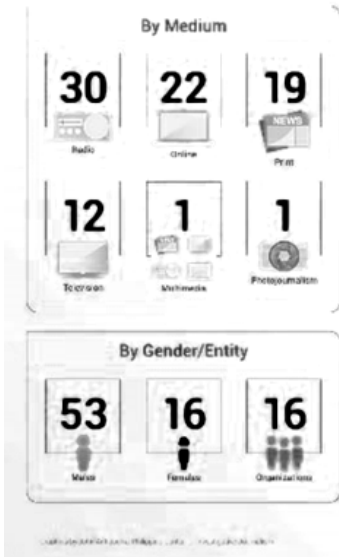 By Medium
30 22 19
NEWS
Radio Online Print
12 1 1
Television Multimedia Photojournalism
By Gender/Entity
53 16 16
Males Females Organizations